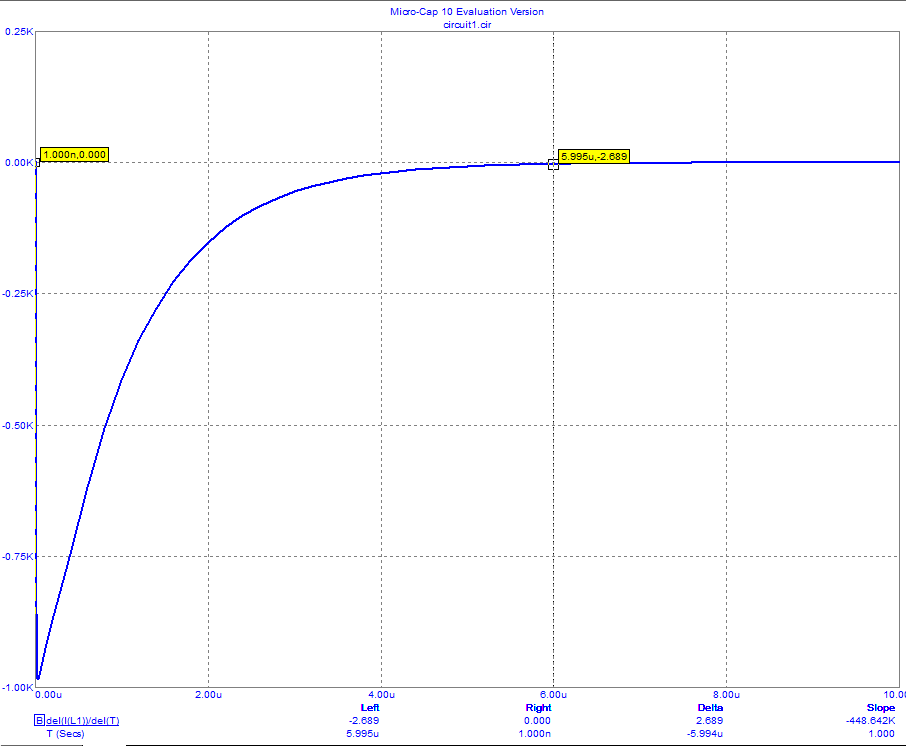 Micro-Cap 10 Evaluation Version
circuit1.cir
0.25K
0.00K
-0.25K
-0.50K
-0.75K
-1.00K
1.000n,0.000
5.995u,-2.689
0.00u 2.00u 4.00u 6.00u 8.00u 10.00
Left Right Delta Slope
B del(I(L1))/del(T) -2.689 0.000 2.689 -448.642K
T (Secs) 5.995u 1.000n -5.994u 1.000